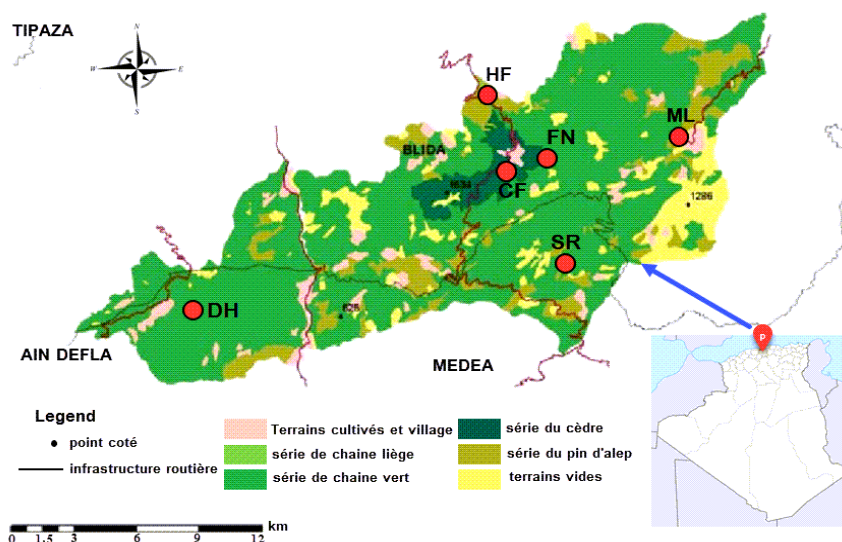 TIPAZA
N
W
E
S
HF
ML
BLIDA
FN
CF
1634
1286
SR
DH
AIN DEFLA
MEDEA
P
Legend
point coté
infrastructure routière
Terrains cultivés et village
série de chaine liège
série de chaine vert
série du cèdre
série du pin d'alep
terrains vides
km
0 1.5 3 6 9 12